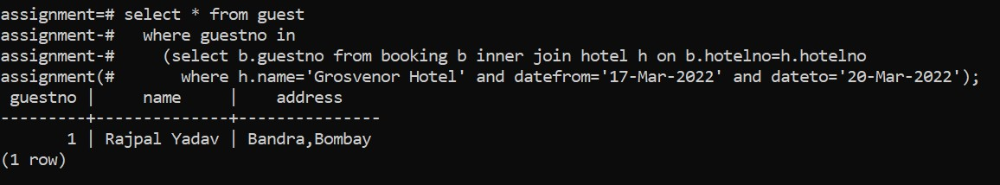 assignment=# select * from guest
assignment-#   where guestno in
assignment-#     (select b.guestno from booking b inner join hotel h on b.hotelno=h.hotelno
assignment(#       where h.name='Grosvenor Hotel' and datefrom='17-Mar-2022' and dateto='20-Mar-2022');
 guestno |     name     |    address
---------+--------------+---------------
       1 | Rajpal Yadav | Bandra,Bombay
(1 row)